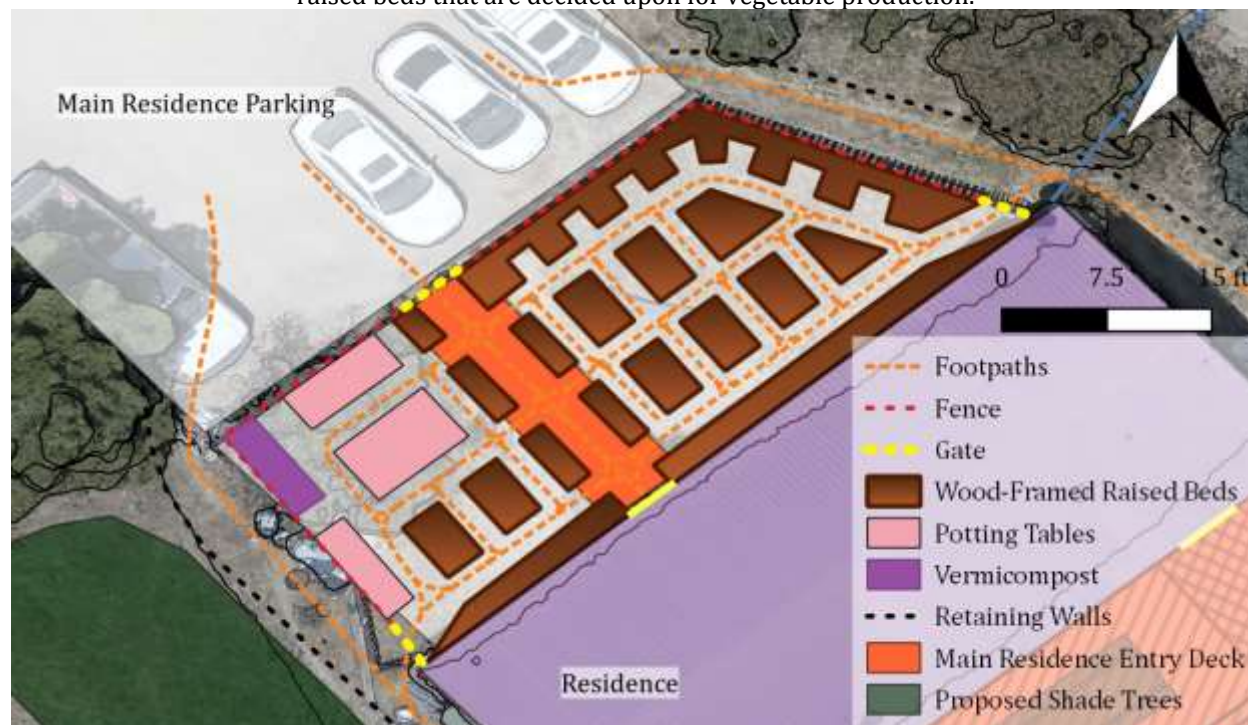 raised beds that are decided upon for vegetable production.
Main Residence Parking
N
0 7.5 15 ft
Footpaths
Fence
Gate
Wood-Framed Raised Beds
Potting Tables
Vermicompost
Retaining Walls
Main Residence Entry Deck
Proposed Shade Trees
Residence